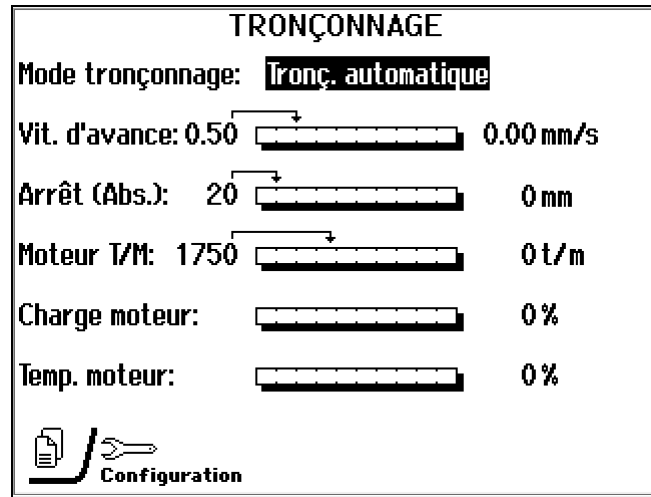 TRONÇONNAGE
Mode tronçonnage: Tronç. automatique
Vit. d'avance: 0.50 0.00 mm/s
Arrêt (Abs.): 20 0 mm
Moteur T/M: 1750 0 t/m
Charge moteur: 0 %
Temp. moteur: 0 %
Configuration